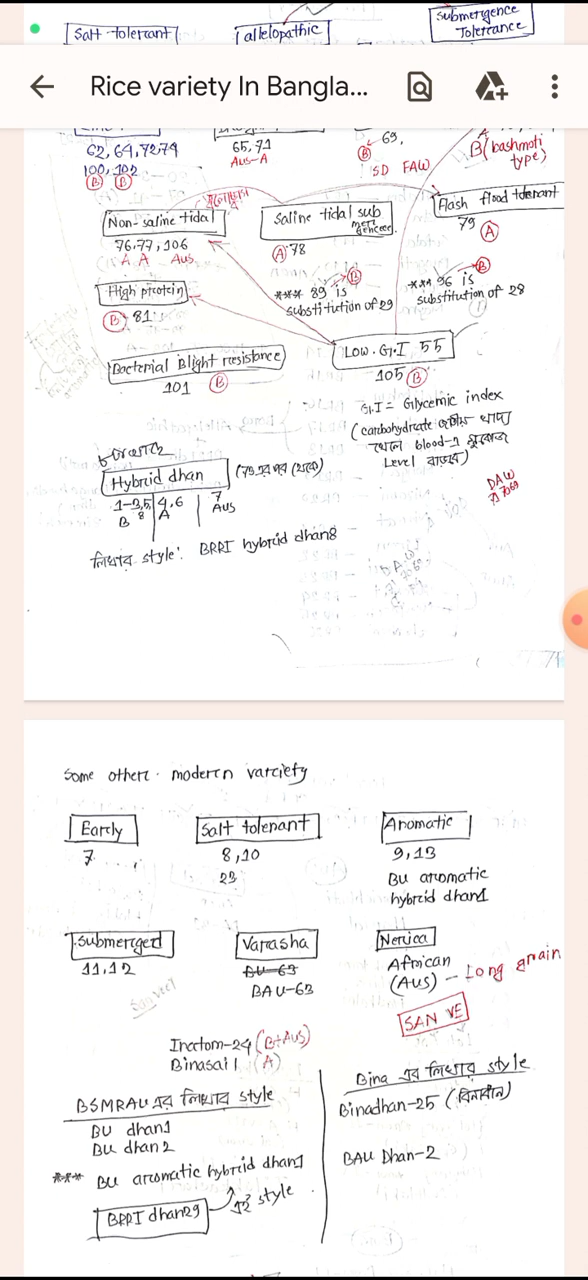 Salt tolerant
allelopathic
Submergence
Tolerance
Rice variety In Bangla...
62, 64, 72, 74
100, 102
B B
65, 71
Aus-A
69,
B
SD FAW
B (bashmati
type)
Non-saline tidal
76, 77, 106
A. A Aus
Saline tidal sub
mergence
A 78
Flash flood tolerant
79
A
High protein
B 81
*** 89 is B
substitution of 29
*** 96 is B
substitution of 28
Bacterial Blight resistance
101 B
Low. G.I 55
105 B
G.I = Glycemic index
(carbohydrate জাতীয় খাদ্য
খেলে blood-এ গ্লুকোজ
Level বাড়ায়)
Hybrid dhan
1-3,5, 8
B
4,6
A
7
Aus
DAW
লিখার style: BRRI hybrid dhan8
Some other modern variety
Early
7
Salt tolerant
8, 10
23
Aromatic
9, 13
BU aromatic
hybrid dhan1
Submerged
11, 12
Varasha
BU-63
BAU-63
Nerica
African
(Aus) - Long grain
SAN VE
Iratom-24 (B+Aus)
Binasail (A)
BSMRAU এর লিখার style
BU dhan1
BU dhan2
*** BU aromatic hybrid dhan1
BRRI dhan29 এই style
Bina এর লিখার style
Binadhan-25 (বিনাধান)
BAU Dhan-2